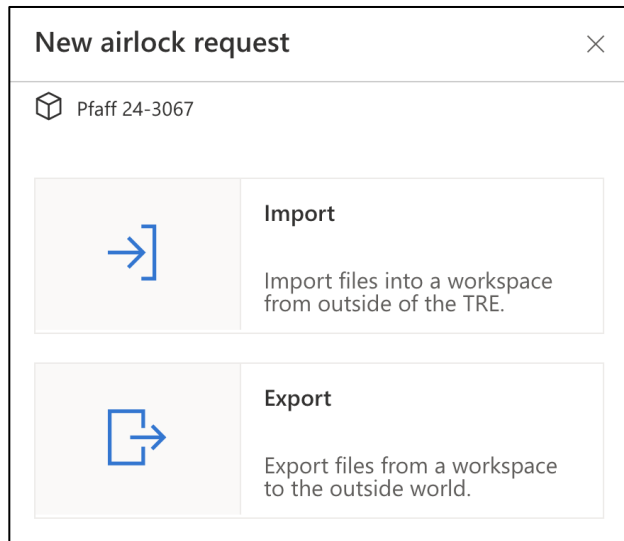 New airlock request
Pfaff 24-3067
Import
Import files into a workspace
from outside of the TRE.
Export
Export files from a workspace
to the outside world.